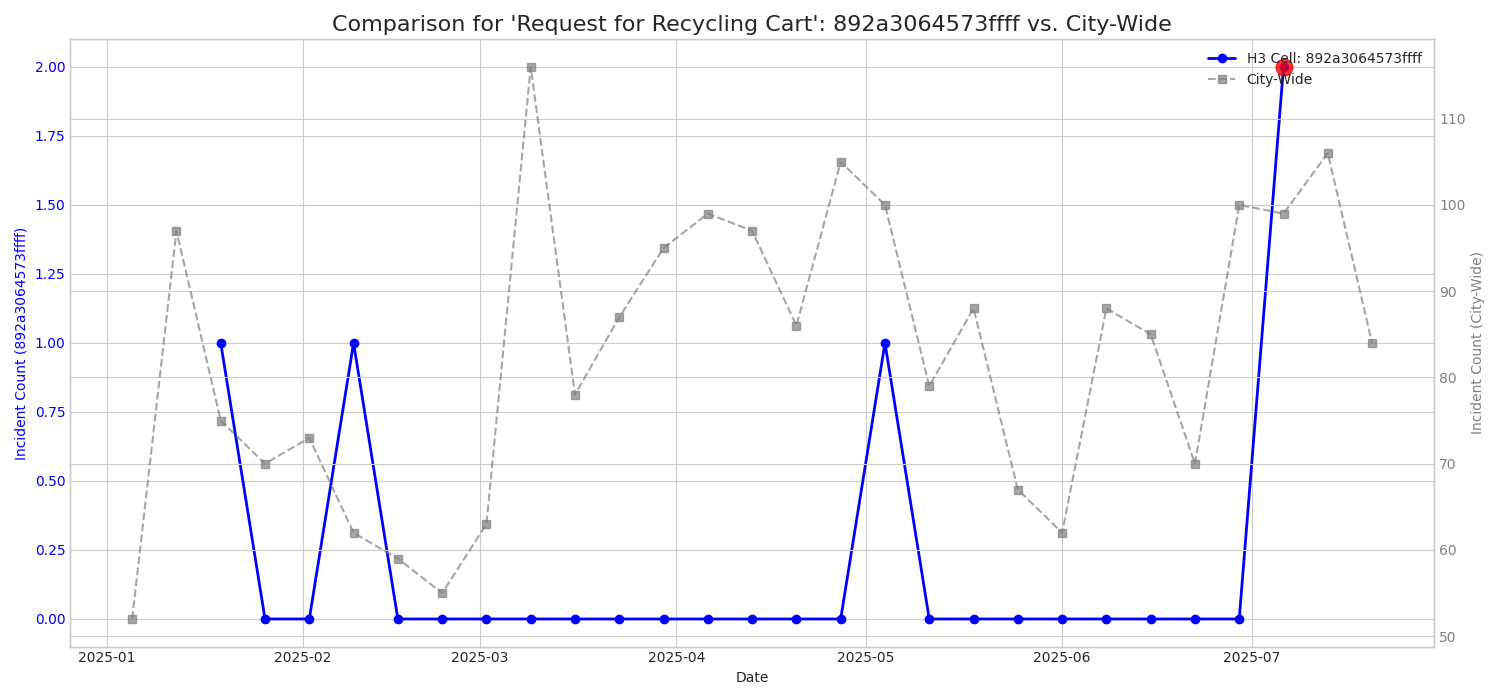 Comparison for 'Request for Recycling Cart': 892a3064573ffff vs. City-Wide
H3 Cell: 892a3064573ffff
City-Wide
Incident Count (892a3064573ffff)
2.00
1.75
1.50
1.25
1.00
0.75
0.50
0.25
0.00
110
100
90
80
70
60
50
Incident Count (City-Wide)
2025-01 2025-02 2025-03 2025-04 2025-05 2025-06 2025-07
Date